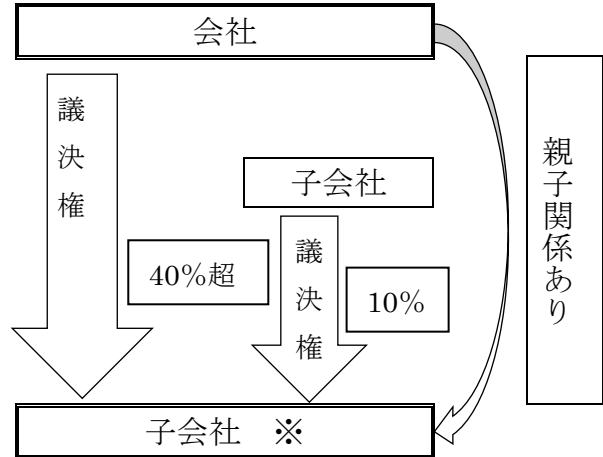 会社
議決権
子会社
40%超
議決権
10%
親子関係あり
子会社 ※